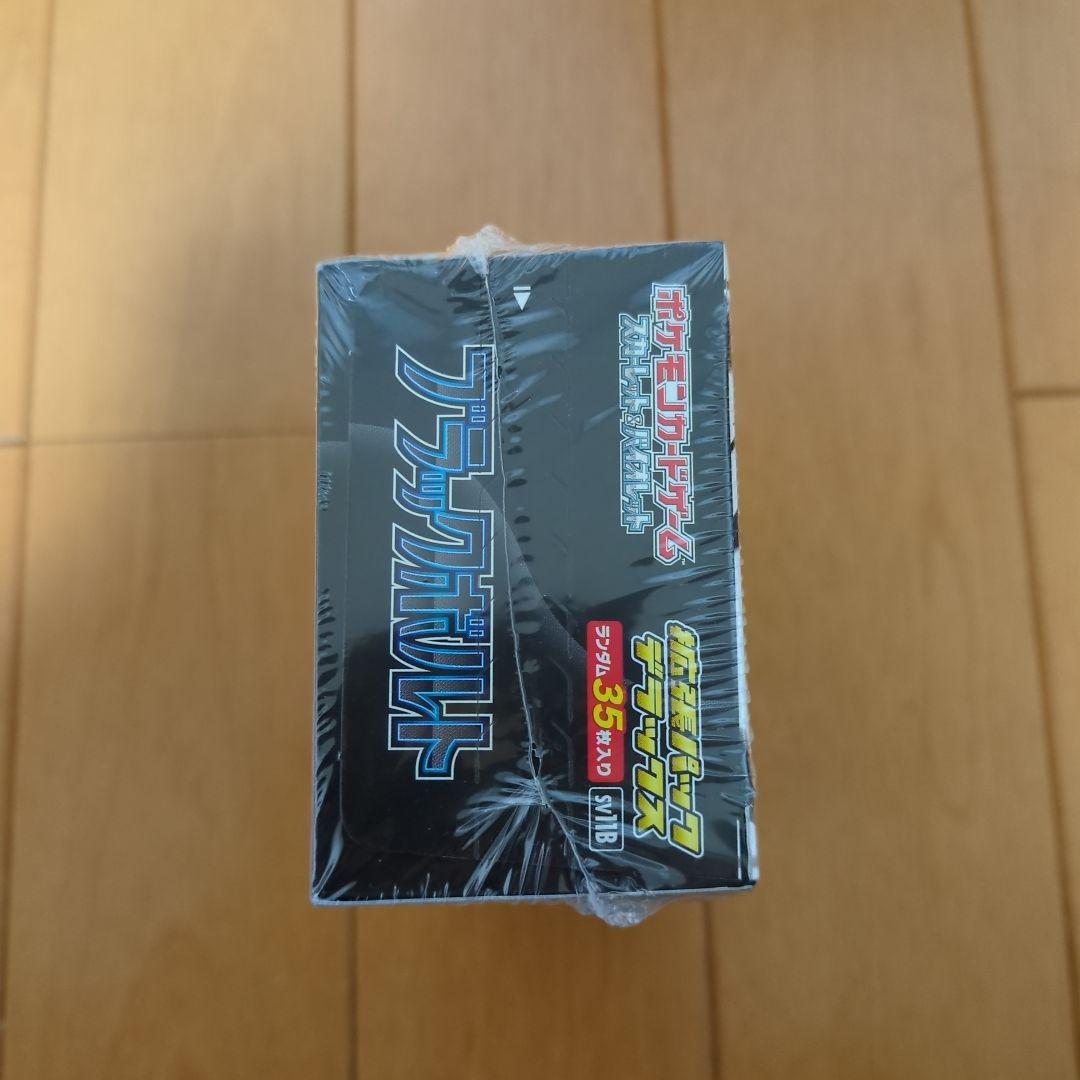 ポケモンカードゲーム
スカーレット&バイオレット
拡張パック
デラックス
ランダム35枚入り
SV11B
ブラックボルト